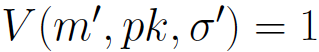 V(m′, pk, σ′) = 1